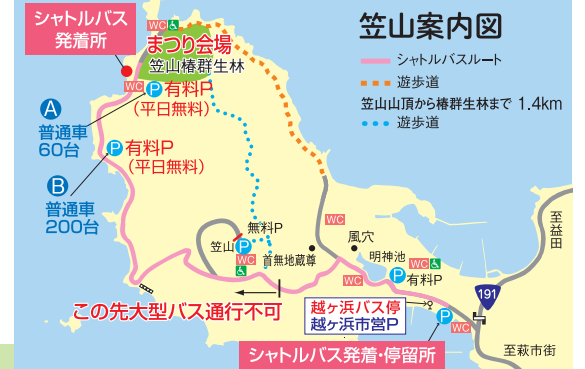 笠山案内図
シャトルバスルート
遊歩道
笠山山頂から椿群生林まで 1.4km
遊歩道
シャトルバス
発着所
WC
まつり会場
笠山椿群生林
WC
P 有料P
(平日無料)
A
普通車
60台
P 有料P
(平日無料)
B
普通車
200台
無料P
笠山 P
WC
首無地蔵尊
風穴
WC
明神池
WC
P 有料P
WC
この先大型バス通行不可
越ヶ浜バス停
越ヶ浜市営P
P
WC
シャトルバス発着・停留所
191
至益田
至萩市街